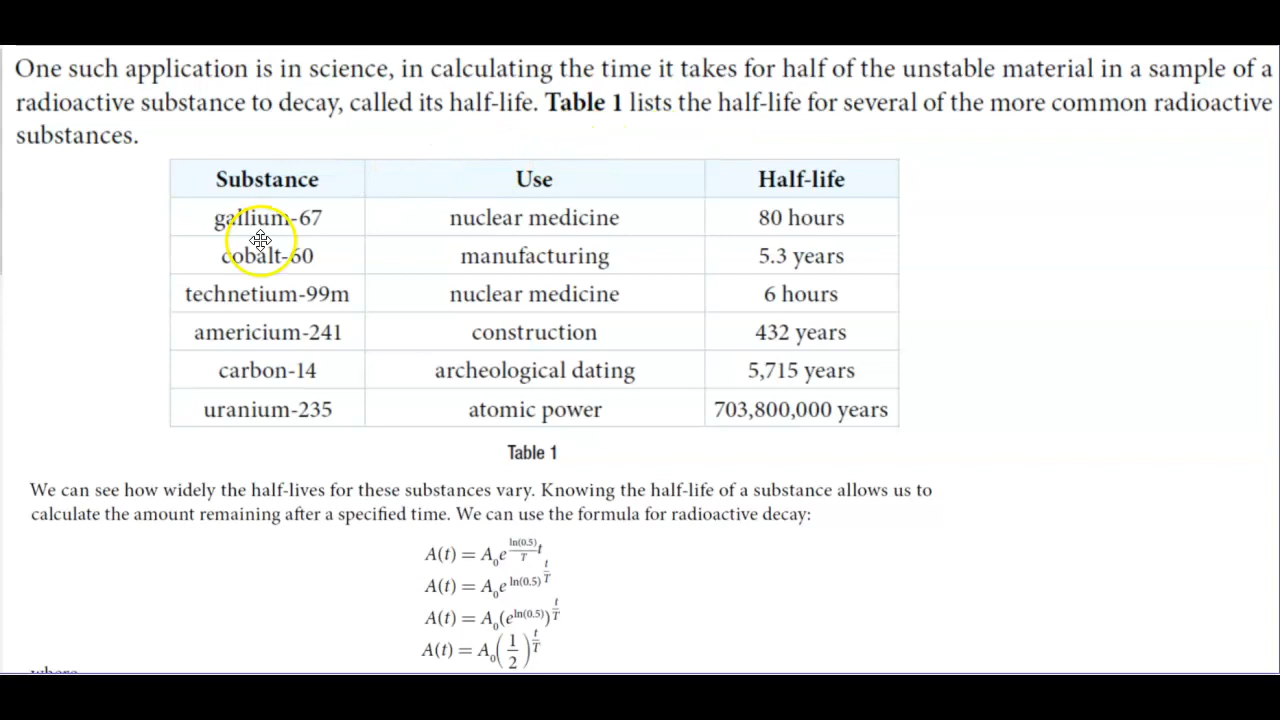 One such application is in science, in calculating the time it takes for half of the unstable material in a sample of a
radioactive substance to decay, called its half-life. Table 1 lists the half-life for several of the more common radioactive
substances.
Substance Use Half-life
gallium-67 nuclear medicine 80 hours
cobalt-60 manufacturing 5.3 years
technetium-99m nuclear medicine 6 hours
americium-241 construction 432 years
carbon-14 archeological dating 5,715 years
uranium-235 atomic power 703,800,000 years
Table 1
We can see how widely the half-lives for these substances vary. Knowing the half-life of a substance allows us to
calculate the amount remaining after a specified time. We can use the formula for radioactive decay:
A(t) = A₀e^(ln(0.5)/T)t
A(t) = A₀e^ln(0.5)^(t/T)
A(t) = A₀(e^ln(0.5))^(t/T)
A(t) = A₀(1/2)^(t/T)
where